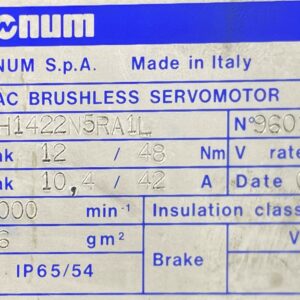 num
NUM S.p.A. Made in Italy
AC BRUSHLESS SERVOMOTOR
H1422N5RA1L N°960
ak 12 / 48 Nm V rate
ak 10,4 / 42 A Date
000 min⁻¹ Insulation class
6 gm² V
IP65/54 Brake